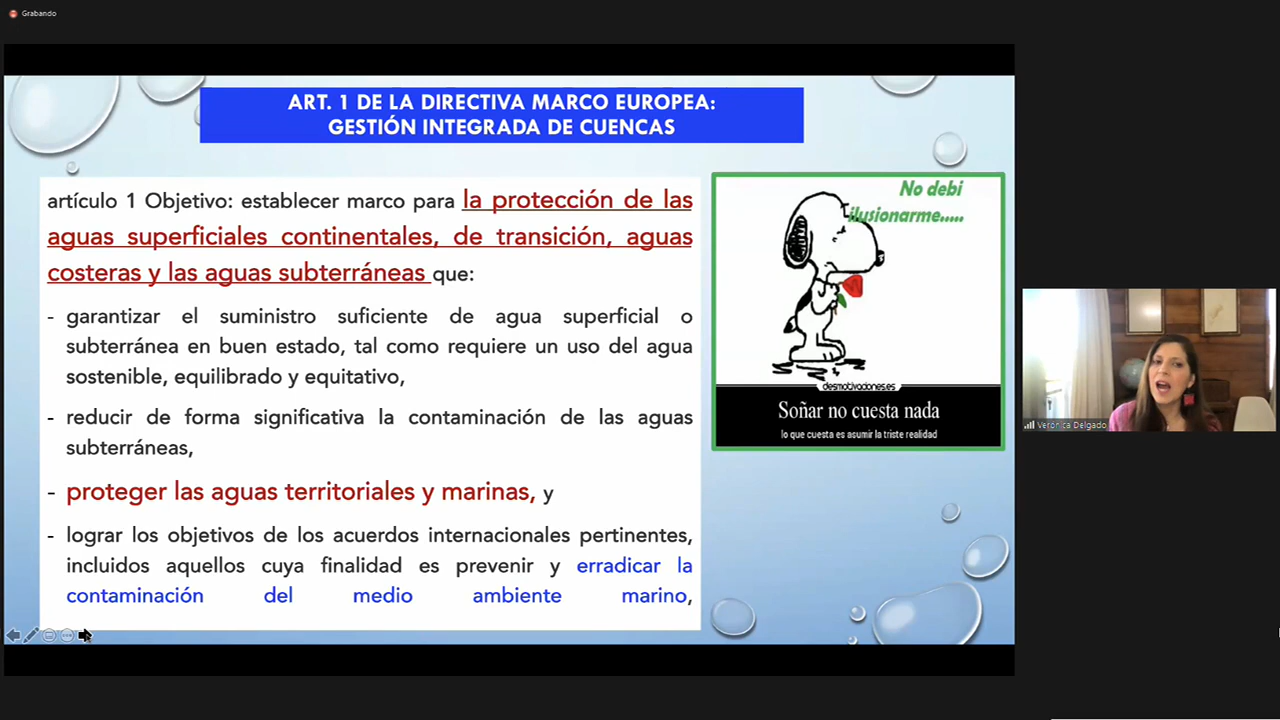 Grabando
ART. 1 DE LA DIRECTIVA MARCO EUROPEA:
GESTIÓN INTEGRADA DE CUENCAS
artículo 1 Objetivo: establecer marco para la protección de las
aguas superficiales continentales, de transición, aguas
costeras y las aguas subterráneas que:
- garantizar el suministro suficiente de agua superficial o
subterránea en buen estado, tal como requiere un uso del agua
sostenible, equilibrado y equitativo,
- reducir de forma significativa la contaminación de las aguas
subterráneas,
- proteger las aguas territoriales y marinas, y
- lograr los objetivos de los acuerdos internacionales pertinentes,
incluidos aquellos cuya finalidad es prevenir y erradicar la
contaminación del medio ambiente marino,
No debi
ilusionarme.....
desmotivaciones.es
Soñar no cuesta nada
lo que cuesta es asumir la triste realidad
Verónica Delgado